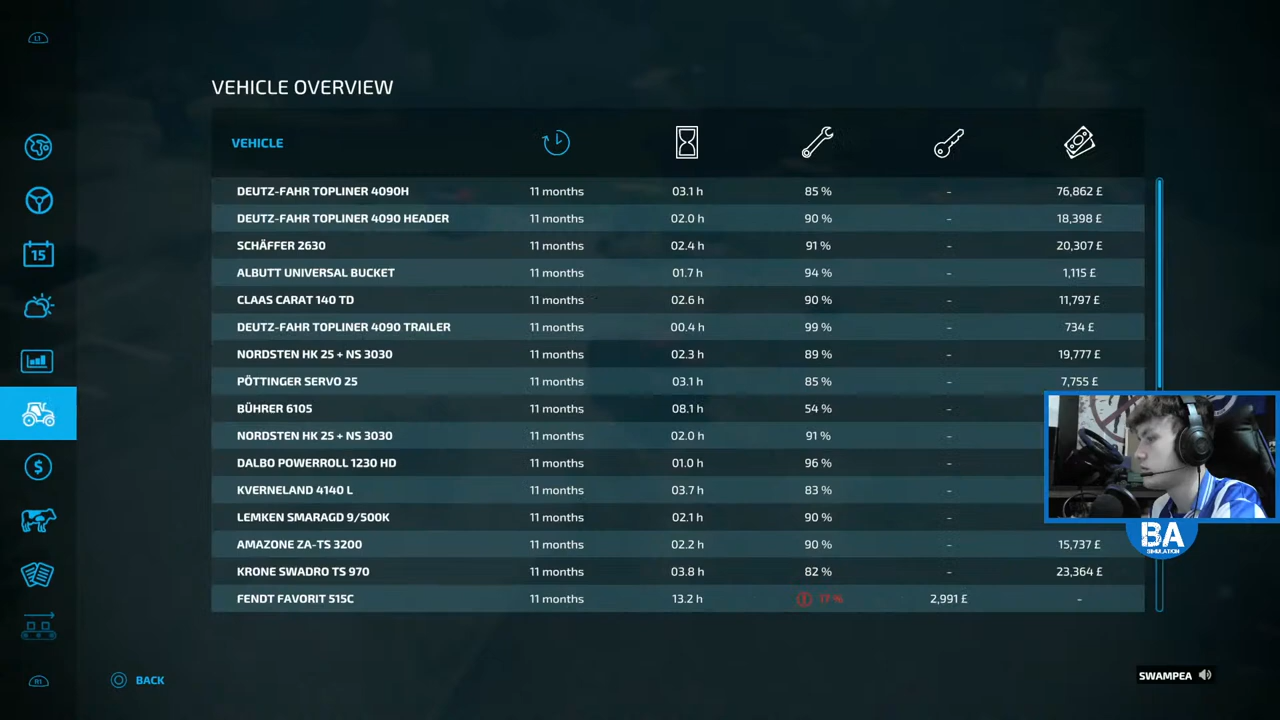 L1
VEHICLE OVERVIEW
VEHICLE
DEUTZ-FAHR TOPLINER 4090H 11 months 03.1 h 85 % - 76,862 £
DEUTZ-FAHR TOPLINER 4090 HEADER 11 months 02.0 h 90 % - 18,398 £
SCHÄFFER 2630 11 months 02.4 h 91 % - 20,307 £
ALBUTT UNIVERSAL BUCKET 11 months 01.7 h 94 % - 1,115 £
CLAAS CARAT 140 TD 11 months 02.6 h 90 % - 11,797 £
DEUTZ-FAHR TOPLINER 4090 TRAILER 11 months 00.4 h 99 % - 734 £
NORDSTEN HK 25 + NS 3030 11 months 02.3 h 89 % - 19,777 £
PÖTTINGER SERVO 25 11 months 03.1 h 85 % - 7,755 £
BÜHRER 6105 11 months 08.1 h 54 % -
NORDSTEN HK 25 + NS 3030 11 months 02.0 h 91 % -
DALBO POWERROLL 1230 HD 11 months 01.0 h 96 % -
KVERNELAND 4140 L 11 months 03.7 h 83 % -
LEMKEN SMARAGD 9/500K 11 months 02.1 h 90 % -
AMAZONE ZA-TS 3200 11 months 02.2 h 90 % - 15,737 £
KRONE SWADRO TS 970 11 months 03.8 h 82 % - 23,364 £
FENDT FAVORIT 515C 11 months 13.2 h 17 % 2,991 £ -
15
$
BA
SIMULATION
R1
BACK
SWAMPEA